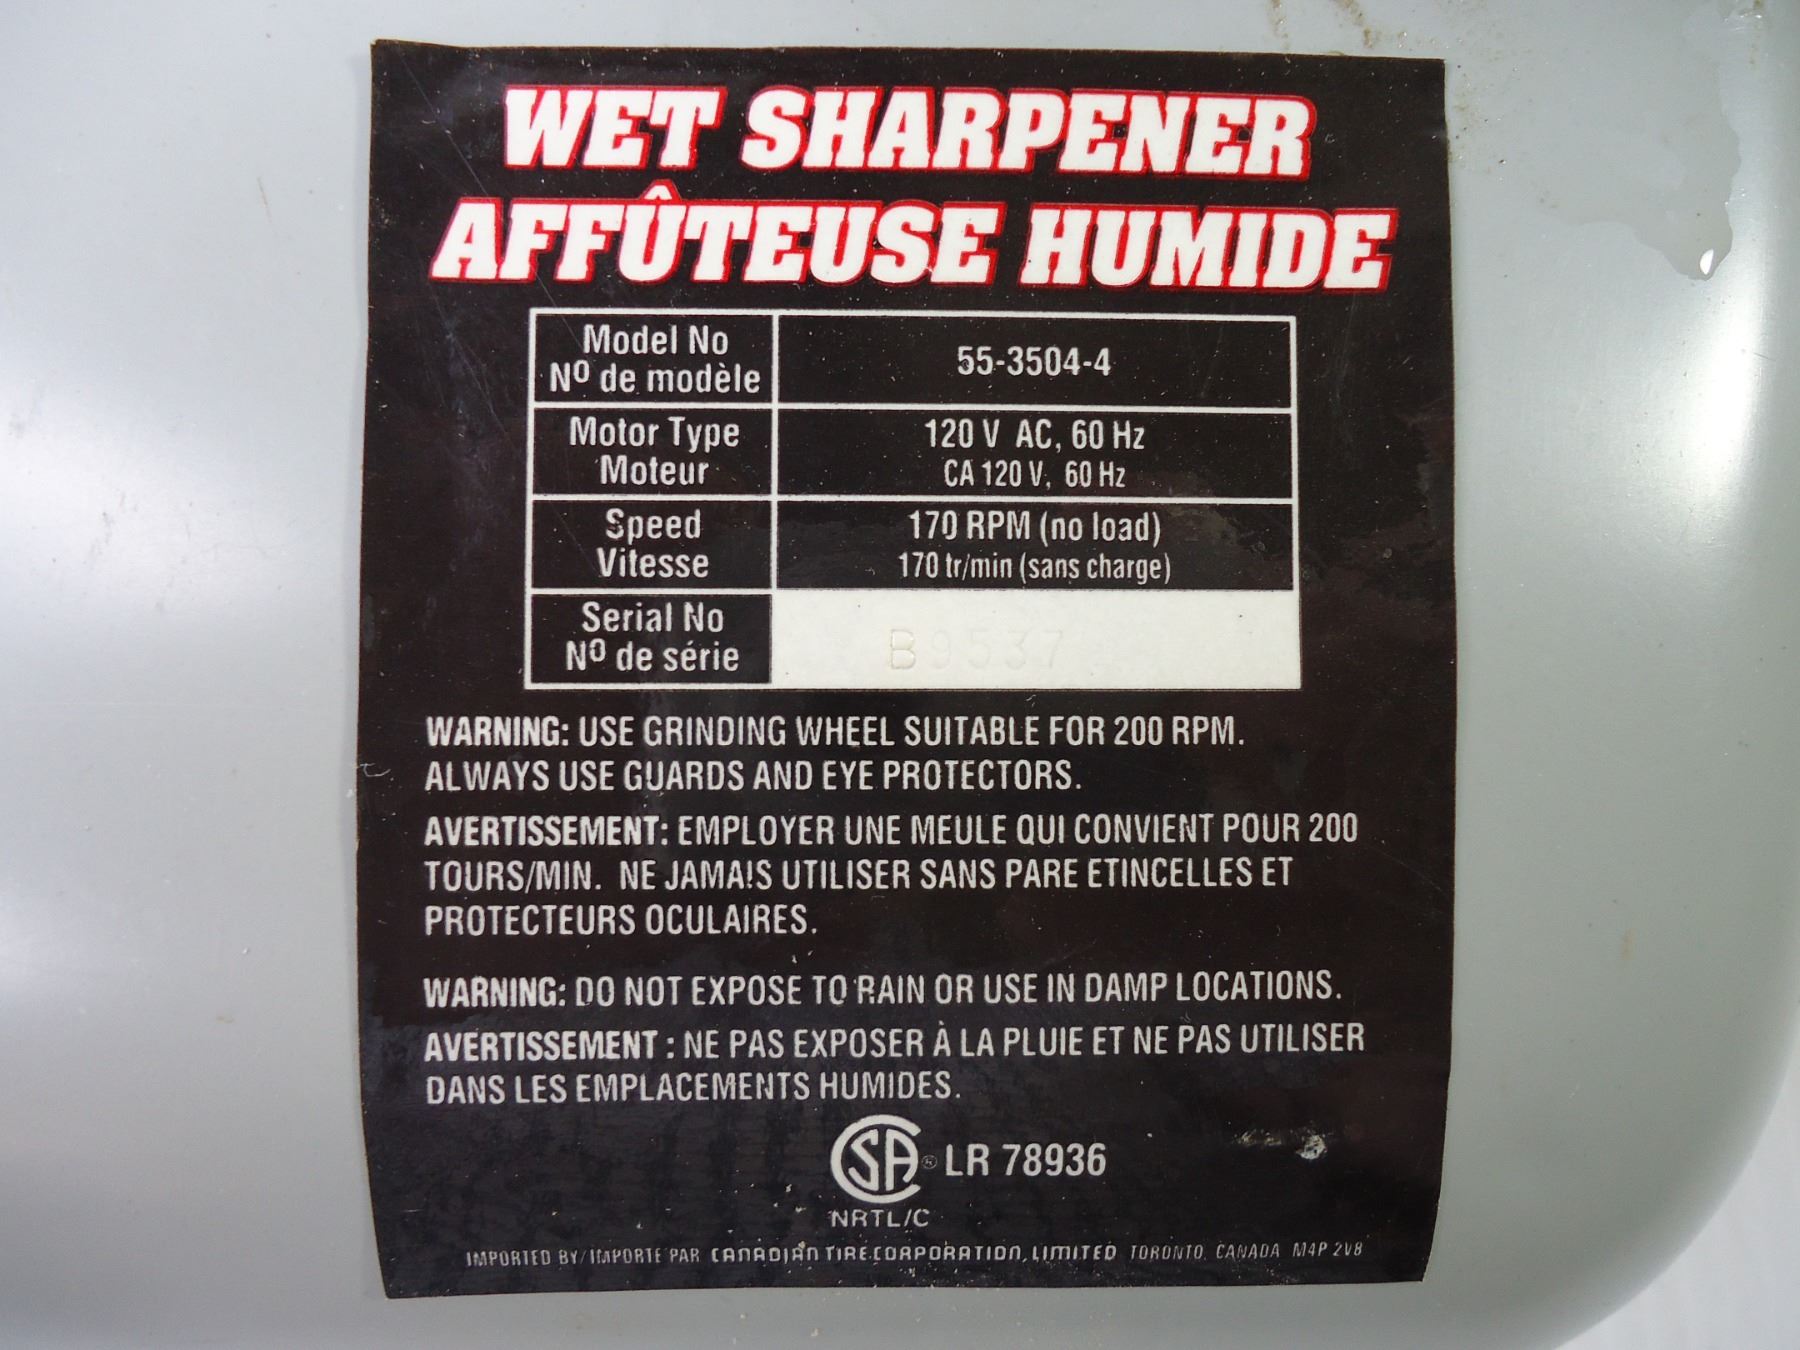 WET SHARPENER
AFFÛTEUSE HUMIDE
Model No
Nº de modèle
55-3504-4
Motor Type
Moteur
120 V AC, 60 Hz
CA 120 V, 60 Hz
Speed
Vitesse
170 RPM (no load)
170 tr/min (sans charge)
Serial No
Nº de série
B9537
WARNING: USE GRINDING WHEEL SUITABLE FOR 200 RPM.
ALWAYS USE GUARDS AND EYE PROTECTORS.
AVERTISSEMENT: EMPLOYER UNE MEULE QUI CONVIENT POUR 200
TOURS/MIN. NE JAMAIS UTILISER SANS PARE ETINCELLES ET
PROTECTEURS OCULAIRES.
WARNING: DO NOT EXPOSE TO RAIN OR USE IN DAMP LOCATIONS.
AVERTISSEMENT : NE PAS EXPOSER À LA PLUIE ET NE PAS UTILISER
DANS LES EMPLACEMENTS HUMIDES.
CSA ® LR 78936
NRTL/C
IMPORTED BY/IMPORTE PAR CANADIAN TIRE CORPORATION, LIMITED TORONTO, CANADA M4P 2V8